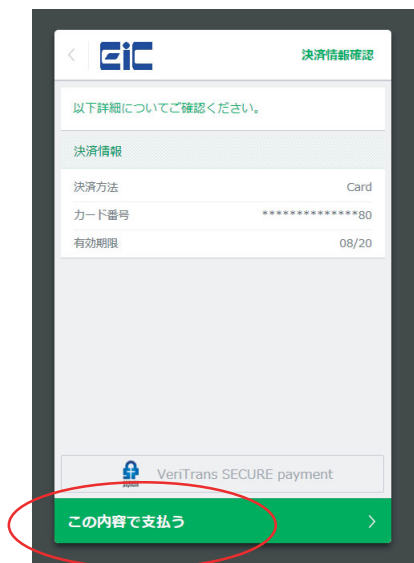 EiC
決済情報確認
以下詳細についてご確認ください。
決済情報
決済方法 Card
カード番号 **************80
有効期限 08/20
payment
VeriTrans SECURE payment
この内容で支払う